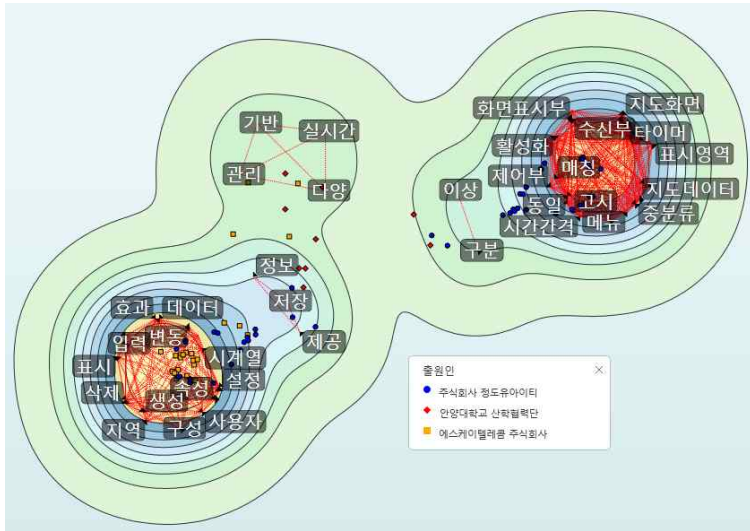 기반
실시간
관리
다양
화면표시부
지도화면
수신부
타이머
활성화
표시영역
매칭
제어부
이상
지도데이터
고시
동일
중분류
메뉴
시간간격
구분
정보
저장
제공
효과
데이터
변동
입력
시계열
표시
설정
속성
삭제
생성
사용자
지역
구성
출원인
주식회사 정도유아이티
안양대학교 산학협력단
에스케이텔레콤 주식회사